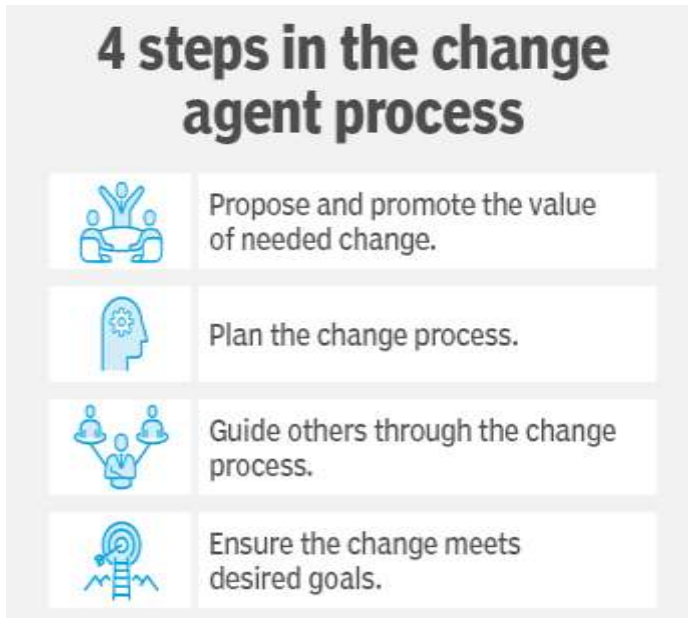 4 steps in the change
agent process
Propose and promote the value
of needed change.
Plan the change process.
Guide others through the change
process.
Ensure the change meets
desired goals.